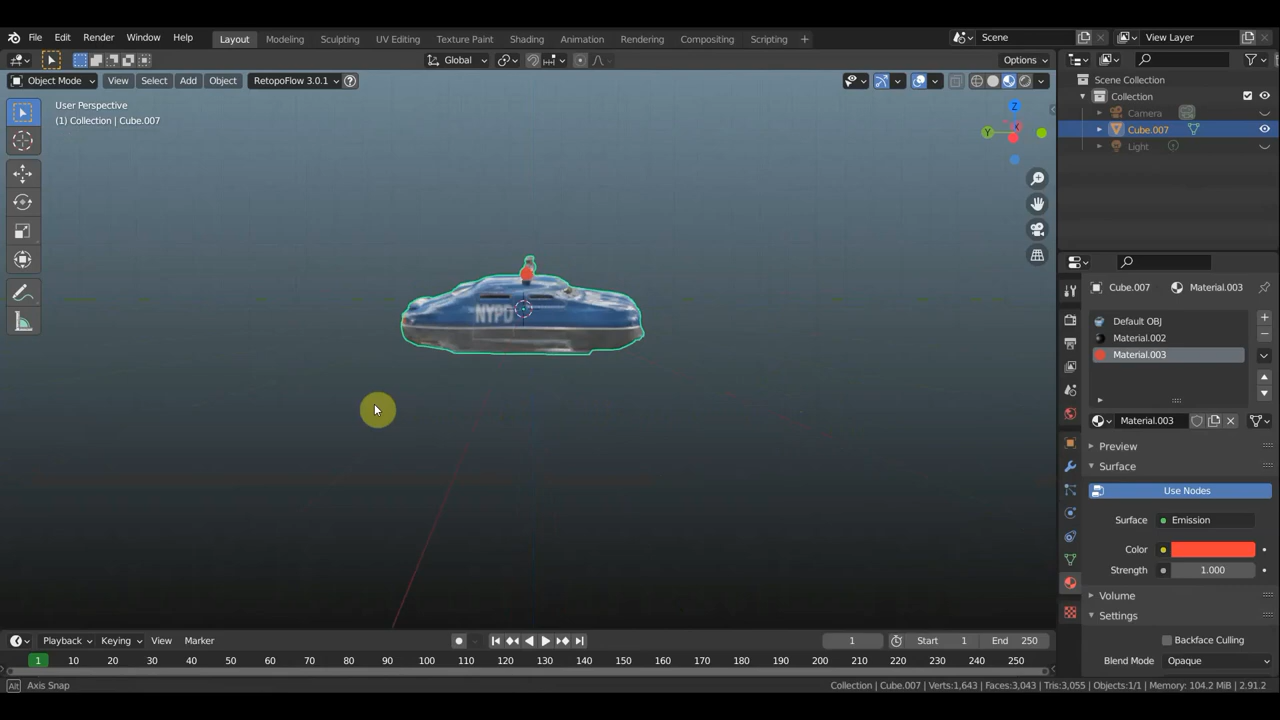 File Edit Render Window Help Layout Modeling Sculpting UV Editing Texture Paint Shading Animation Rendering Compositing Scripting + Scene View Layer
Global Options
Object Mode View Select Add Object RetopoFlow 3.0.1
User Perspective
(1) Collection | Cube.007
Scene Collection
Collection
Camera
Cube.007
Light
Z
Y
X
NYPD
Cube.007 Material.003
Default OBJ
Material.002
Material.003
Material.003
Preview
Surface
Use Nodes
Surface Emission
Color
Strength 1.000
Volume
Settings
Backface Culling
Blend Mode Opaque
Playback Keying View Marker 1 Start 1 End 250
1 10 20 30 40 50 60 70 80 90 100 110 120 130 140 150 160 170 180 190 200 210 220 230 240 250
Alt Axis Snap Collection | Cube.007 | Verts:1,643 | Faces:3,043 | Tris:3,055 | Objects:1/1 | Memory: 104.2 MiB | 2.91.2